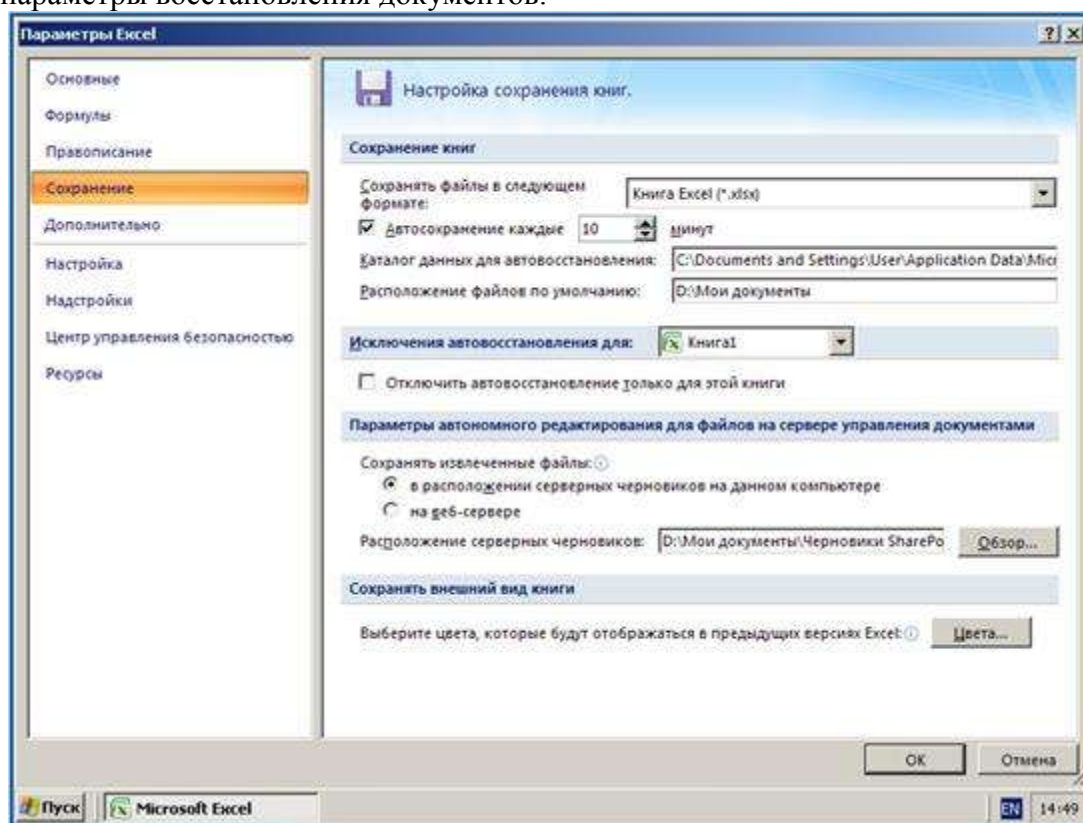 параметры восстановления документов.
Параметры Excel
Основные
Формулы
Правописание
Сохранение
Дополнительно
Настройка
Надстройки
Центр управления безопасностью
Ресурсы
Настройка сохранения книг.
Сохранение книг
Сохранять файлы в следующем формате: Книга Excel (*.xlsx)
Автосохранение каждые 10 минут
Каталог данных для автовосстановления: C:\Documents and Settings\User\Application Data\Micr
Расположение файлов по умолчанию: D:\Мои документы
Исключения автовосстановления для: Книга1
Отключить автовосстановление только для этой книги
Параметры автономного редактирования для файлов на сервере управления документами
Сохранять извлеченные файлы:
в расположении серверных черновиков на данном компьютере
на веб-сервере
Расположение серверных черновиков: D:\Мои документы\Черновики SharePo Обзор...
Сохранять внешний вид книги
Выберите цвета, которые будут отображаться в предыдущих версиях Excel: Цвета...
ОК Отмена
Пуск Microsoft Excel EN 14:49